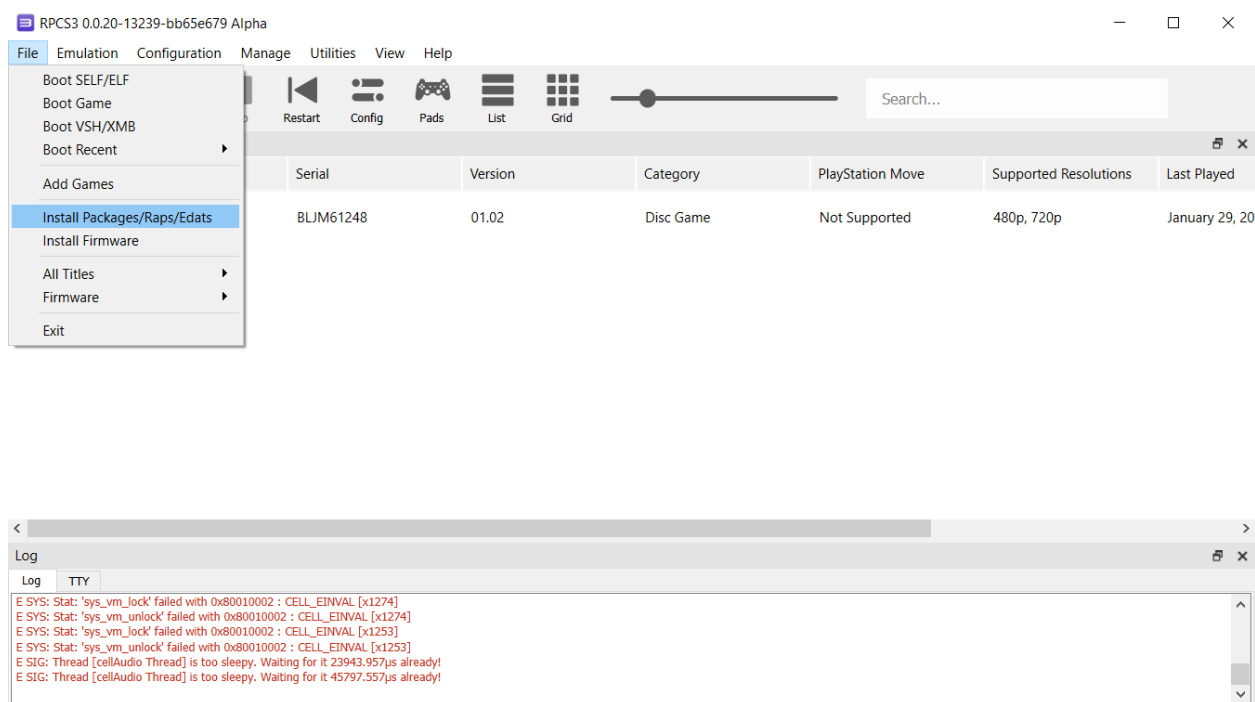 RPCS3 0.0.20-13239-bb65e679 Alpha
File Emulation Configuration Manage Utilities View Help
Boot SELF/ELF
Boot Game
Boot VSH/XMB
Boot Recent
Add Games
Install Packages/Raps/Edats
Install Firmware
All Titles
Firmware
Exit
Restart Config Pads List Grid
Search...
Serial Version Category PlayStation Move Supported Resolutions Last Played
BLJM61248 01.02 Disc Game Not Supported 480p, 720p January 29, 20
Log
Log TTY
E SYS: Stat: 'sys_vm_lock' failed with 0x80010002 : CELL_EINVAL [x1274]
E SYS: Stat: 'sys_vm_unlock' failed with 0x80010002 : CELL_EINVAL [x1274]
E SYS: Stat: 'sys_vm_lock' failed with 0x80010002 : CELL_EINVAL [x1253]
E SYS: Stat: 'sys_vm_unlock' failed with 0x80010002 : CELL_EINVAL [x1253]
E SIG: Thread [cellAudio Thread] is too sleepy. Waiting for it 23943.957µs already!
E SIG: Thread [cellAudio Thread] is too sleepy. Waiting for it 45797.557µs already!